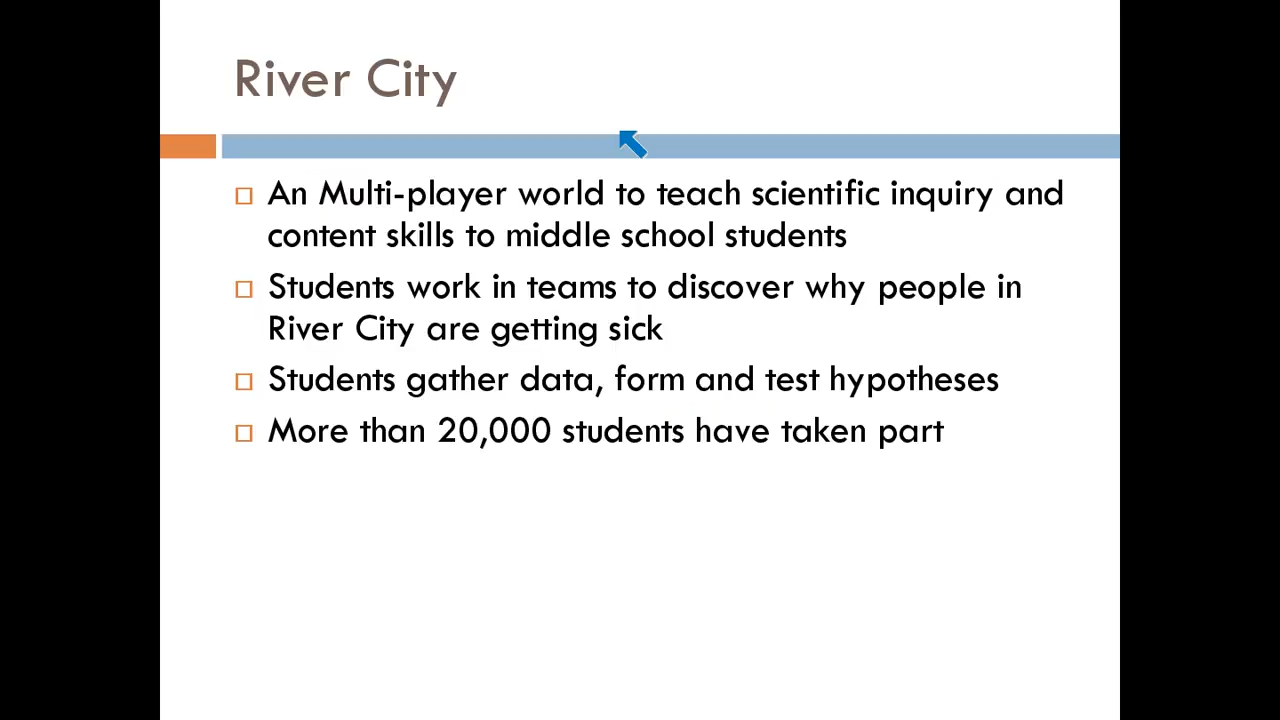 River City
An Multi-player world to teach scientific inquiry and
content skills to middle school students
Students work in teams to discover why people in
River City are getting sick
Students gather data, form and test hypotheses
More than 20,000 students have taken part